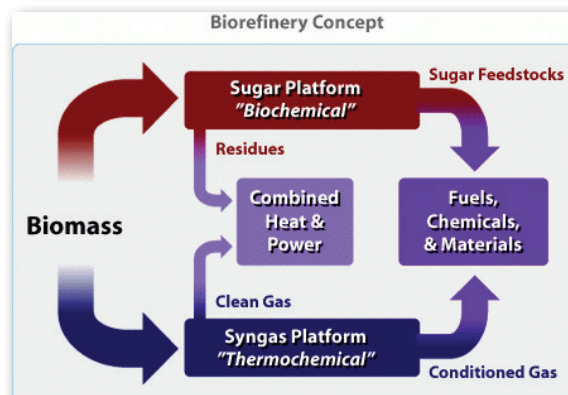 Biorefinery Concept
Sugar Platform
"Biochemical"
Sugar Feedstocks
Residues
Combined
Heat &
Power
Fuels,
Chemicals,
& Materials
Biomass
Clean Gas
Syngas Platform
"Thermochemical"
Conditioned Gas